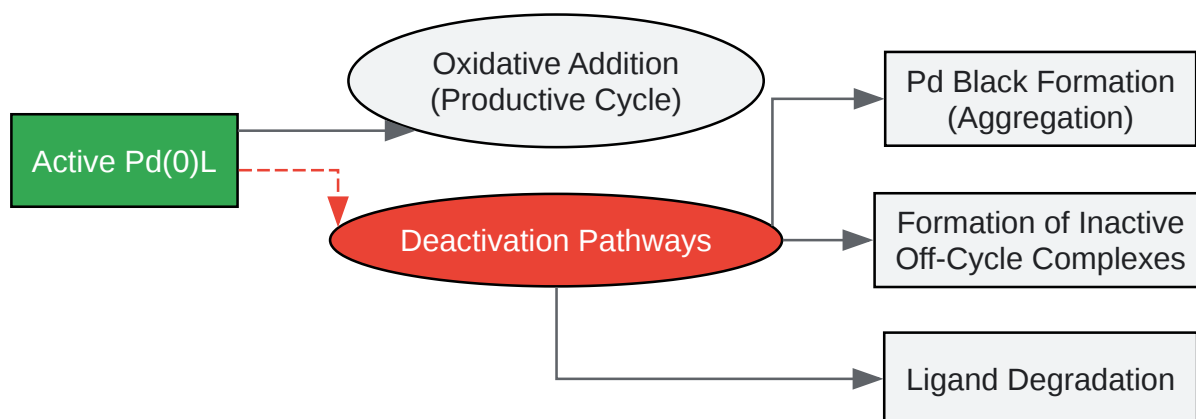 Active Pd(0)L
Oxidative Addition
(Productive Cycle)
Deactivation Pathways
Pd Black Formation
(Aggregation)
Formation of Inactive
Off-Cycle Complexes
Ligand Degradation